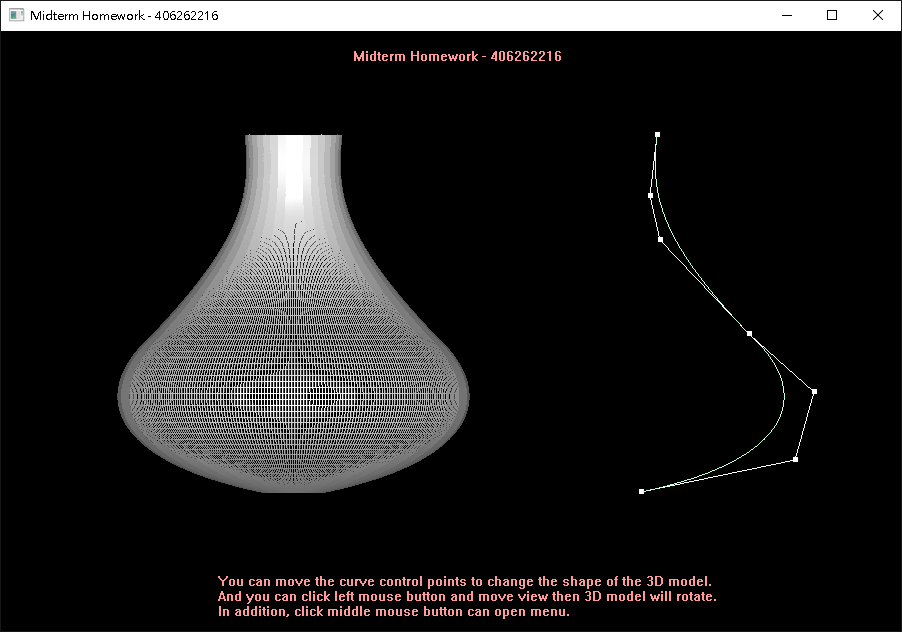 Midterm Homework - 406262216
Midterm Homework - 406262216
You can move the curve control points to change the shape of the 3D model.
And you can click left mouse button and move view then 3D model will rotate.
In addition, click middle mouse button can open menu.